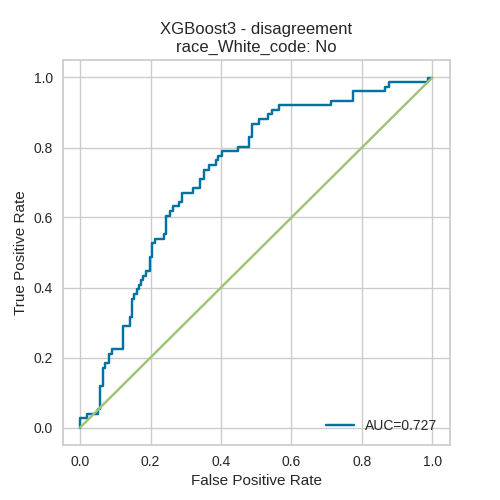 XGBoost3 - disagreement
race_White_code: No
True Positive Rate
1.0
0.8
0.6
0.4
0.2
0.0
AUC=0.727
0.0 0.2 0.4 0.6 0.8 1.0
False Positive Rate